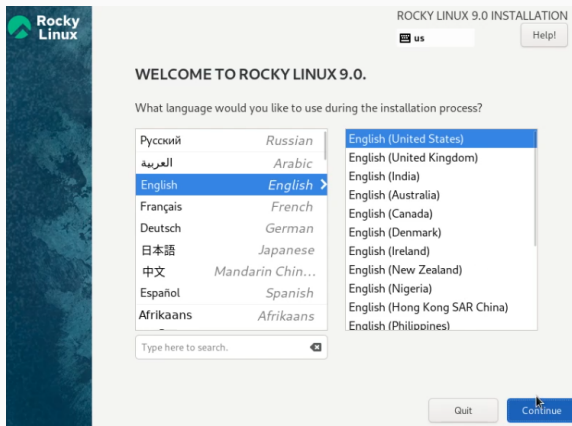 Rocky
Linux
ROCKY LINUX 9.0 INSTALLATION
us
Help!
WELCOME TO ROCKY LINUX 9.0.
What language would you like to use during the installation process?
Русский Russian
العربية Arabic
English English
Français French
Deutsch German
日本語 Japanese
中文 Mandarin Chin...
Español Spanish
Afrikaans Afrikaans
Type here to search.
English (United States)
English (United Kingdom)
English (India)
English (Australia)
English (Canada)
English (Denmark)
English (Ireland)
English (New Zealand)
English (Nigeria)
English (Hong Kong SAR China)
English (Philippines)
Quit
Continue